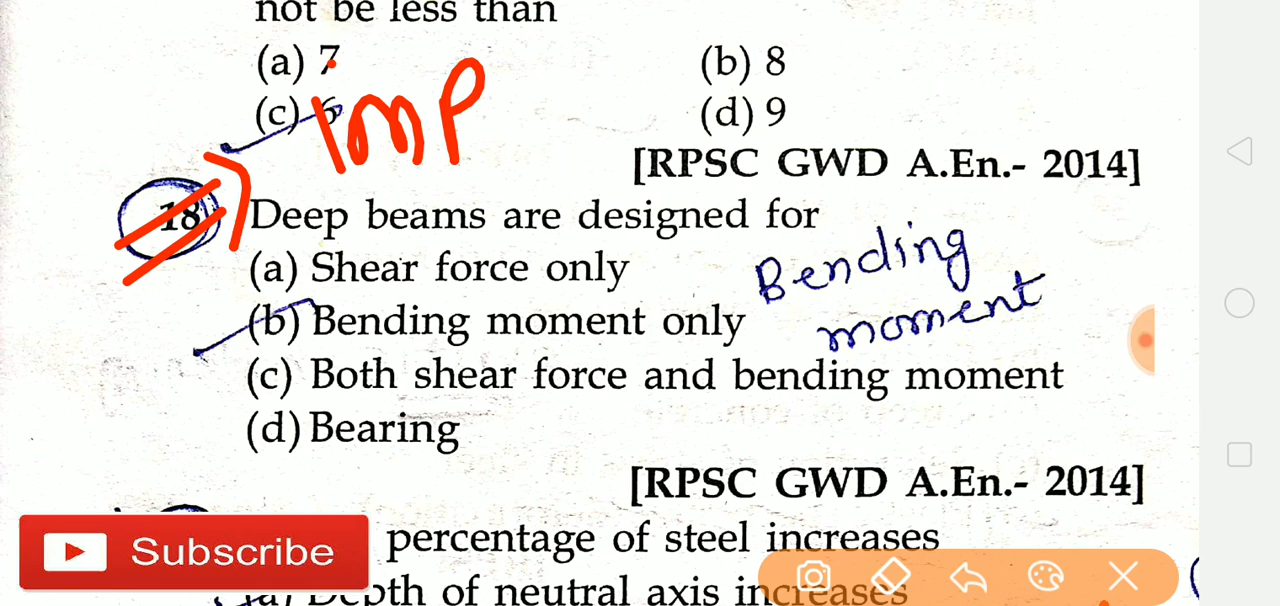 not be less than
(a) 7
(b) 8
(c) 6
(d) 9
IMP
[RPSC GWD A.En.- 2014]
18 Deep beams are designed for
(a) Shear force only
(b) Bending moment only
Bending
moment
(c) Both shear force and bending moment
(d) Bearing
[RPSC GWD A.En.- 2014]
percentage of steel increases
(a) Depth of neutral axis increases
Subscribe